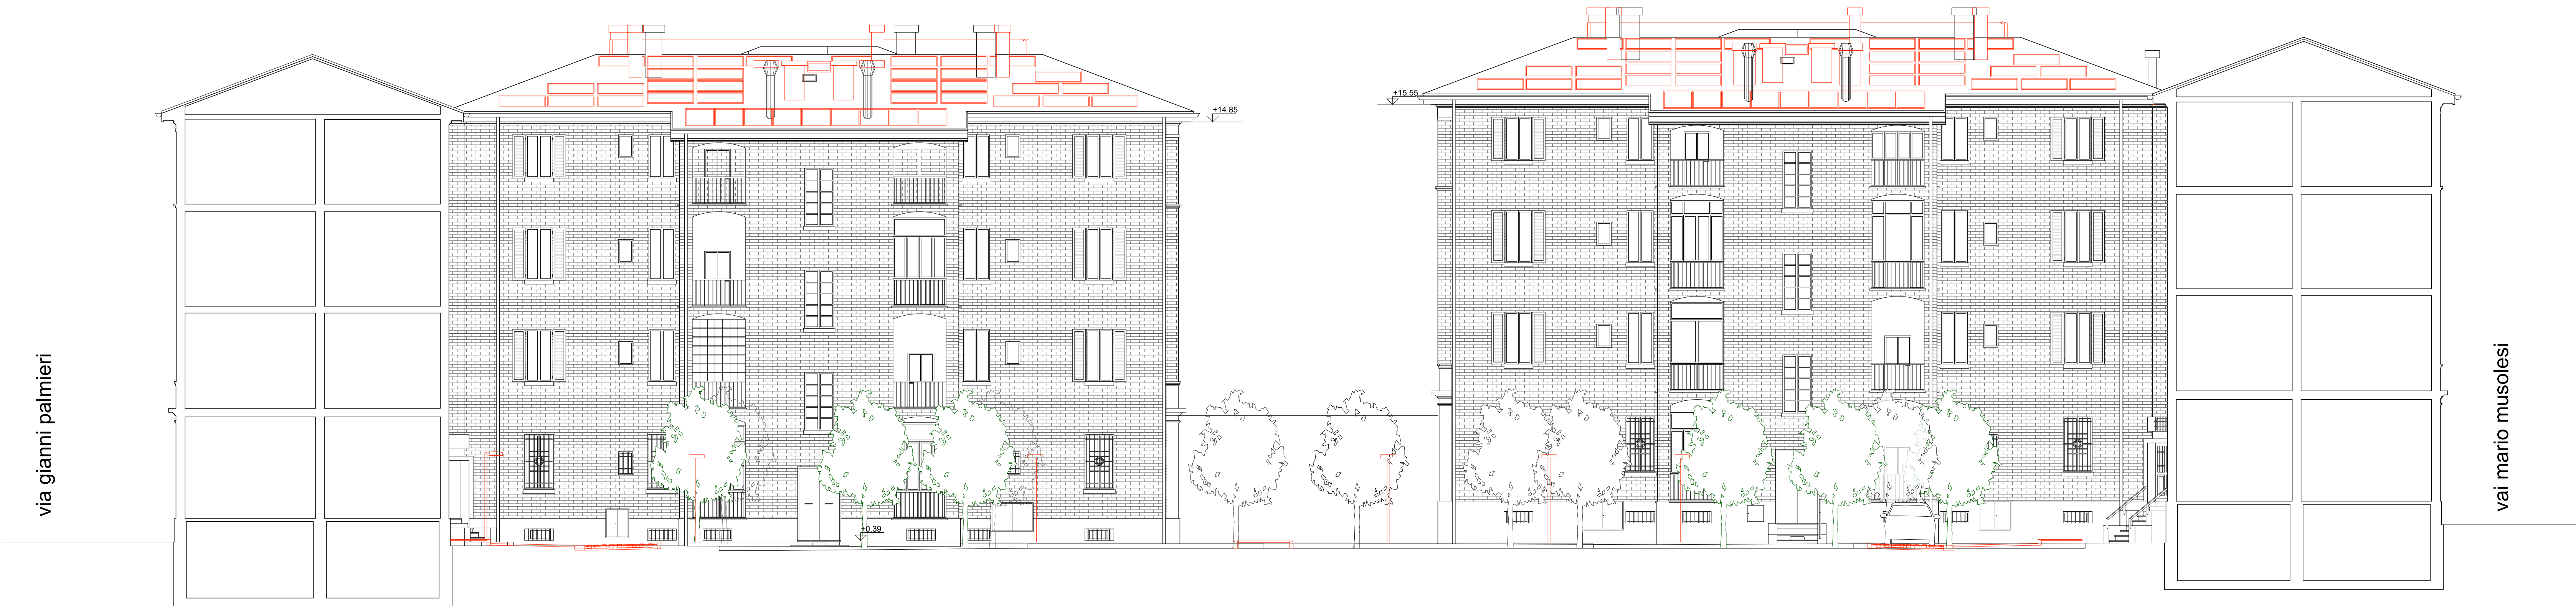 via gianni palmieri
+14.85
+0.39
+15.55
vai mario musolesi